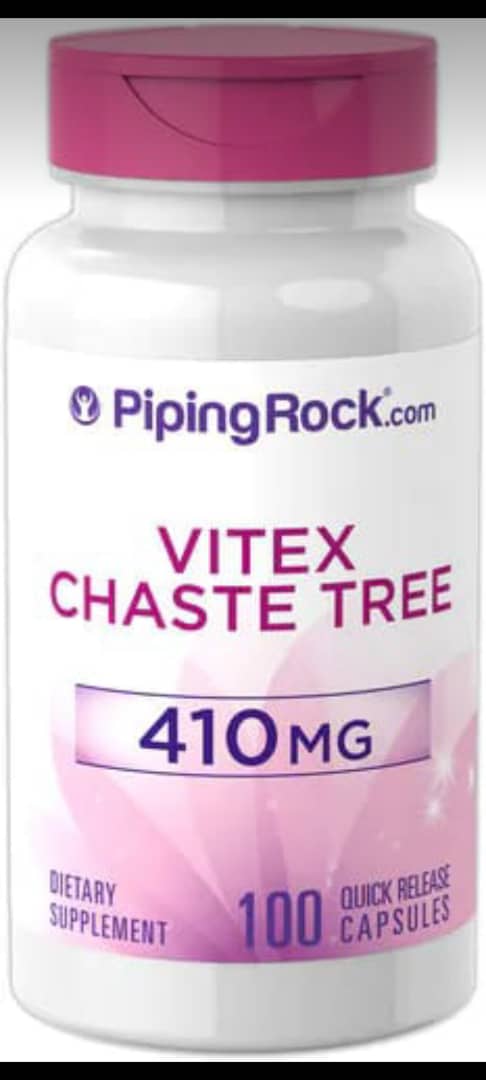 PipingRock®.com
VITEX
CHASTE TREE
410 MG
DIETARY
SUPPLEMENT
100 QUICK RELEASE
CAPSULES